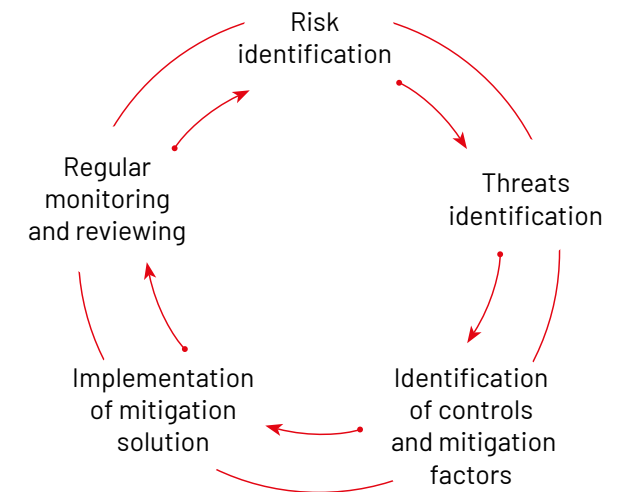 Risk
identification
Threats
identification
Identification
of controls
and mitigation
factors
Implementation
of mitigation
solution
Regular
monitoring
and reviewing